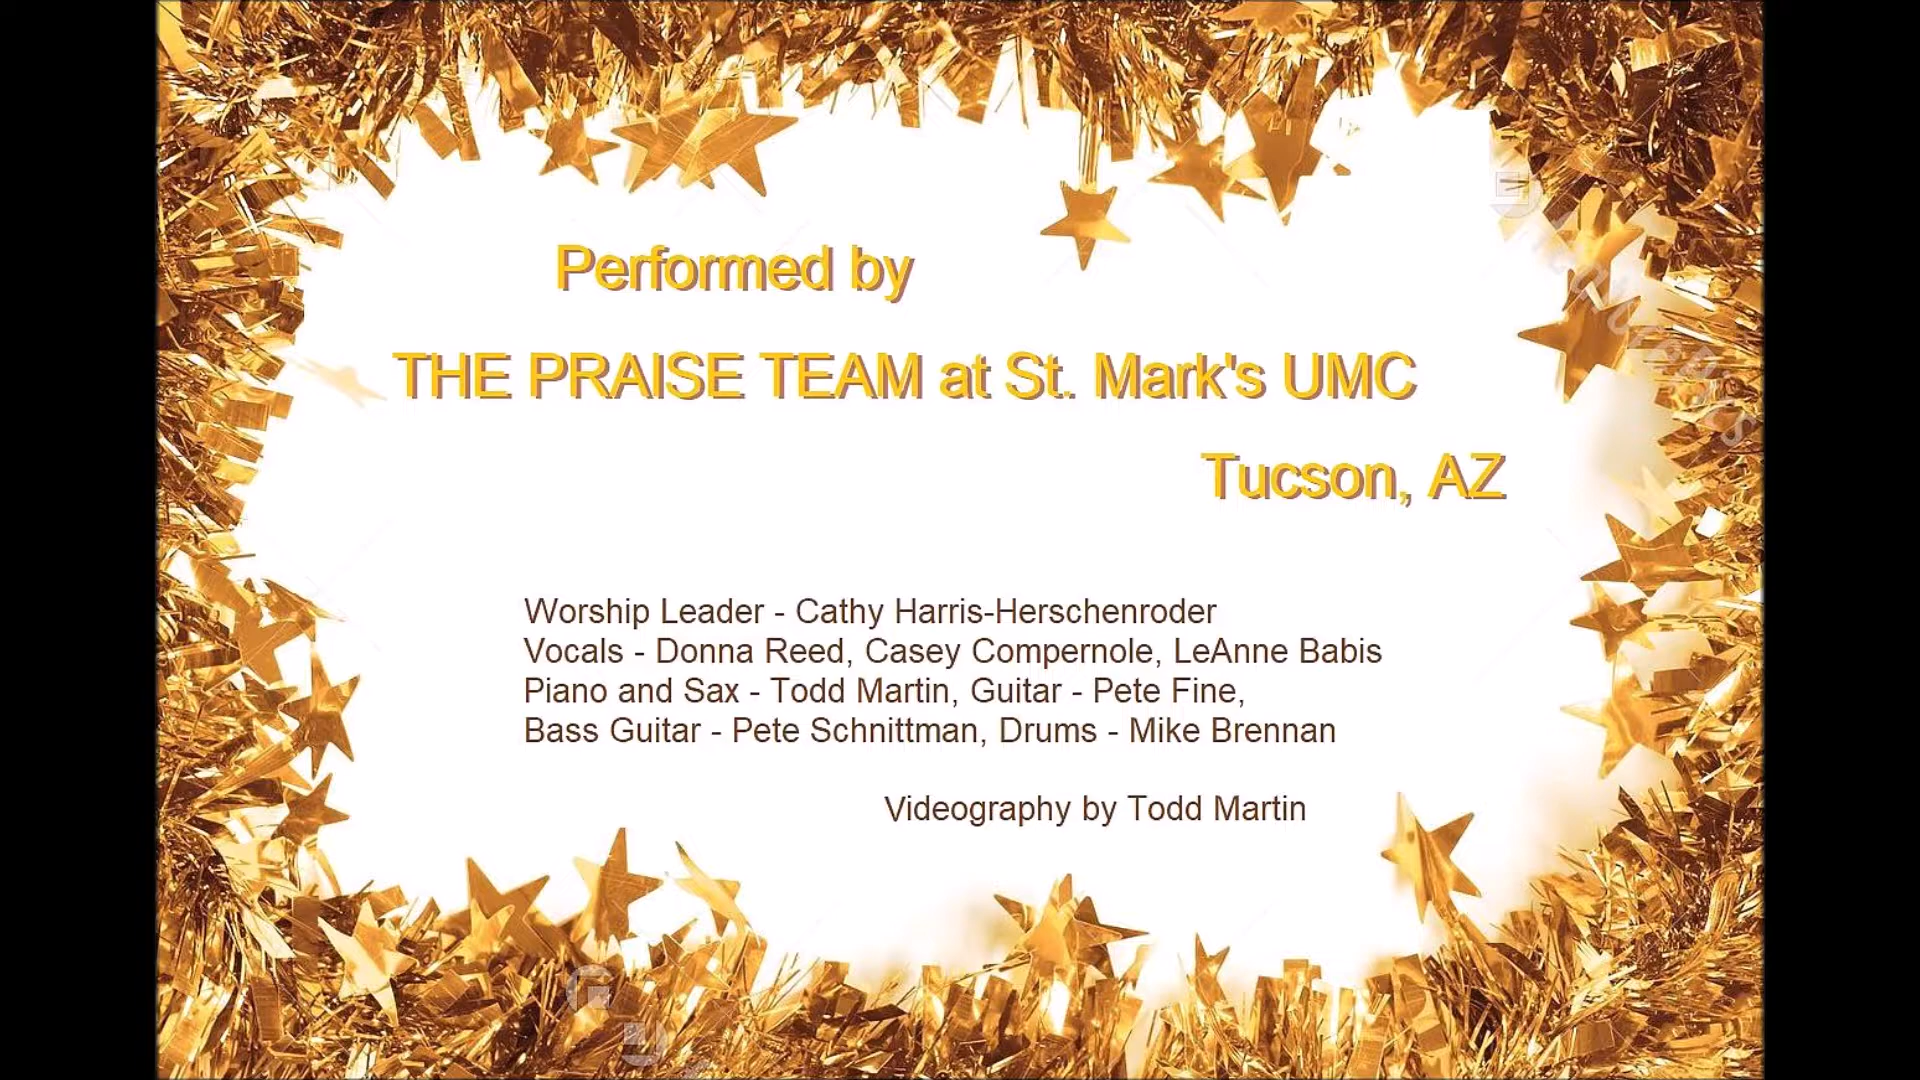 Performed by
THE PRAISE TEAM at St. Mark's UMC
Tucson, AZ
Worship Leader - Cathy Harris-Herschenroder
Vocals - Donna Reed, Casey Compernole, LeAnne Babis
Piano and Sax - Todd Martin, Guitar - Pete Fine,
Bass Guitar - Pete Schnittman, Drums - Mike Brennan
Videography by Todd Martin